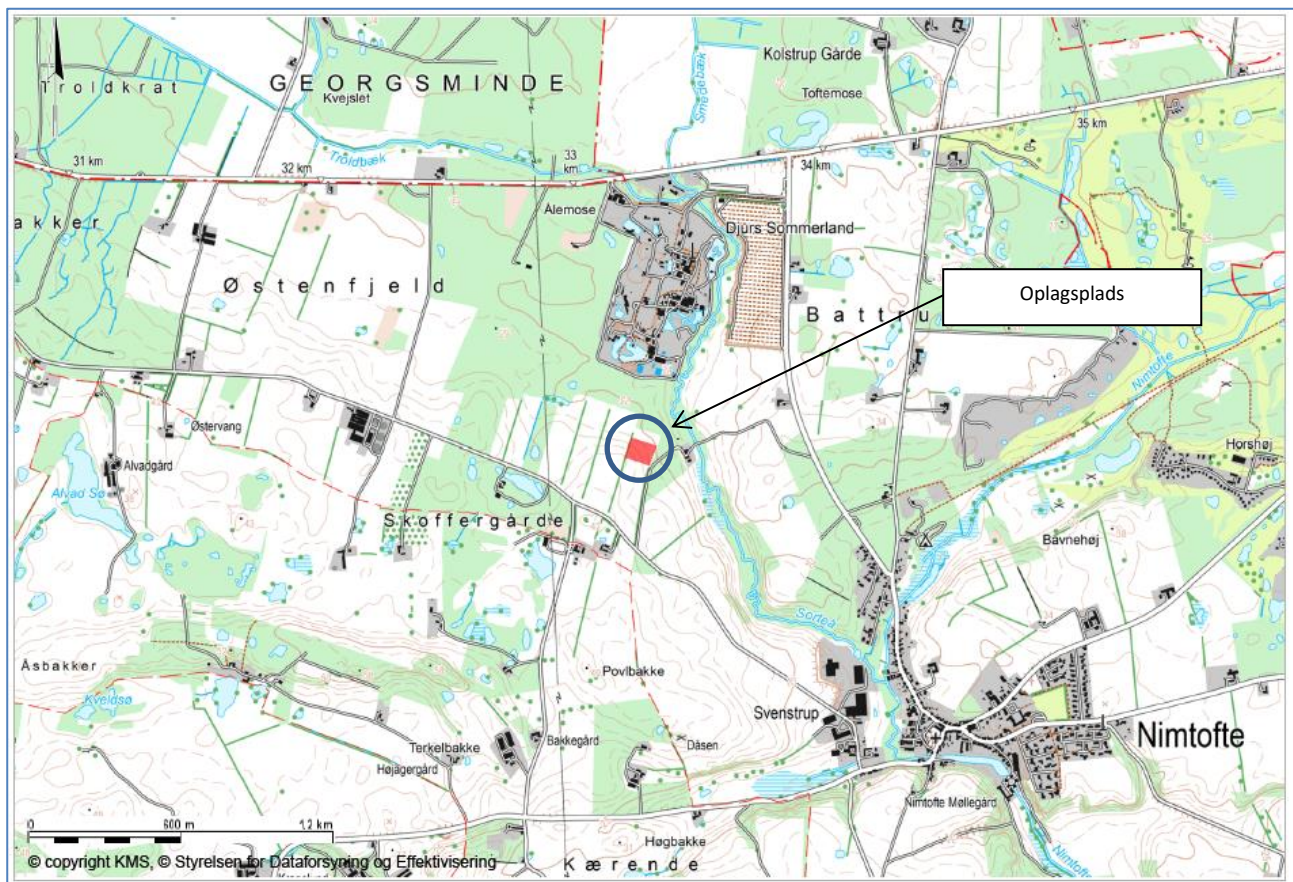 Troldkrat
GEORGSMINDE
Kvejslet
Troldbæk
Smedebæk
Kolstrup Gårde
Toftemose
31 km
32 km
33
km
34 km
35 km
akker
Ålemose
Djurs Sommerland
Østenfjeld
Battru
Oplagsplads
Nimtofte
Østervang
Alvadgård
Alvad Sø
Skoffergårde
Horshøj
Bavnehøj
Sorteå
Åsbakker
Kveldsø
Povlbakke
Svenstrup
Dåsen
Terkelbakke
Højagergård
Bakkegård
Nimtofte
Nimtofte Møllegård
Høgbakke
Kærende
Nimtofte
0 600 m 1,2 km
© copyright KMS, © Styrelsen for Dataforsyning og Effektivisering